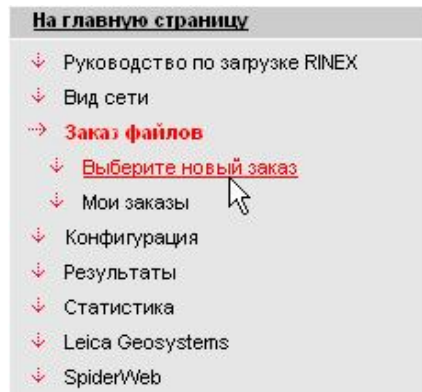 На главную страницу
Руководство по загрузке RINEX
Вид сети
Заказ файлов
Выберите новый заказ
Мои заказы
Конфигурация
Результаты
Статистика
Leica Geosystems
SpiderWeb